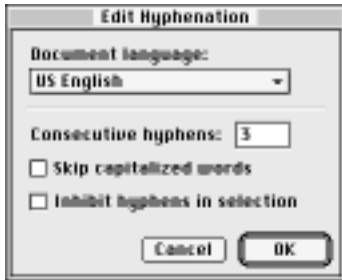 Edit Hyphenation
Document language:
US English
Consecutive hyphens: 3
Skip capitalized words
Inhibit hyphens in selection
Cancel OK